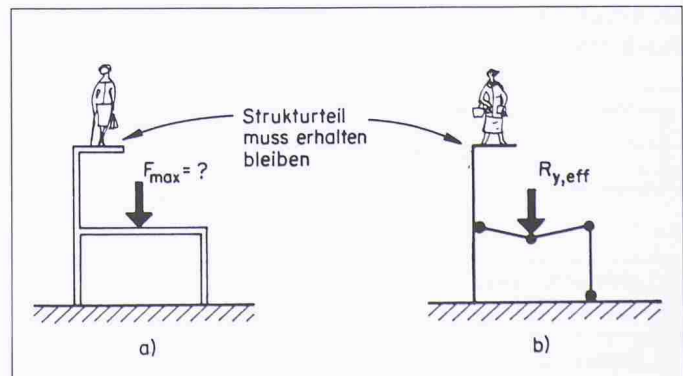 Strukturteil
muss erhalten
bleiben
F_max = ?
R_y,eff
a)
b)